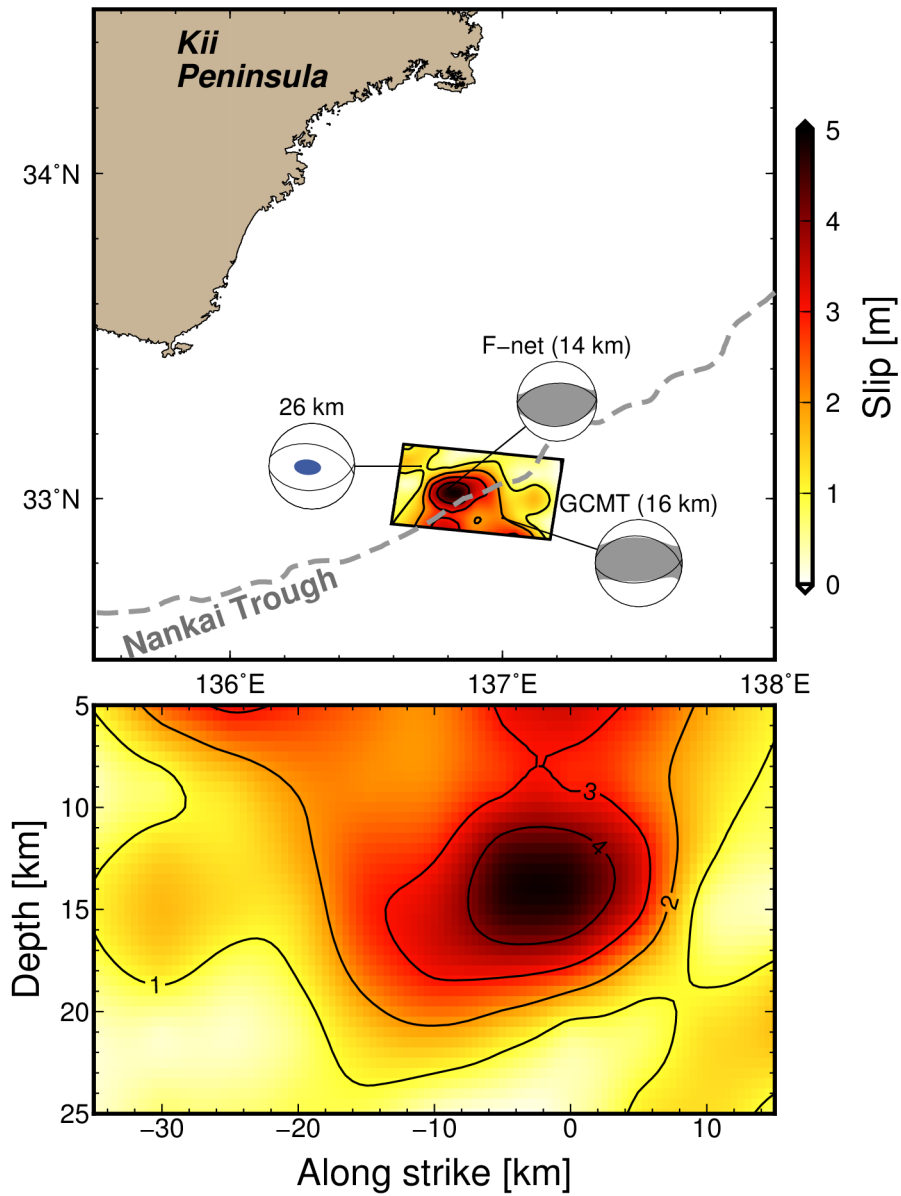 Kii
Peninsula
34˚N
33˚N
F−net (14 km)
26 km
GCMT (16 km)
Nankai Trough
136˚E
137˚E
138˚E
5
4
3
2
1
0
Slip [m]
5
10
15
20
25
Depth [km]
3
4
2
1
−30
−20
−10
0
10
Along strike [km]